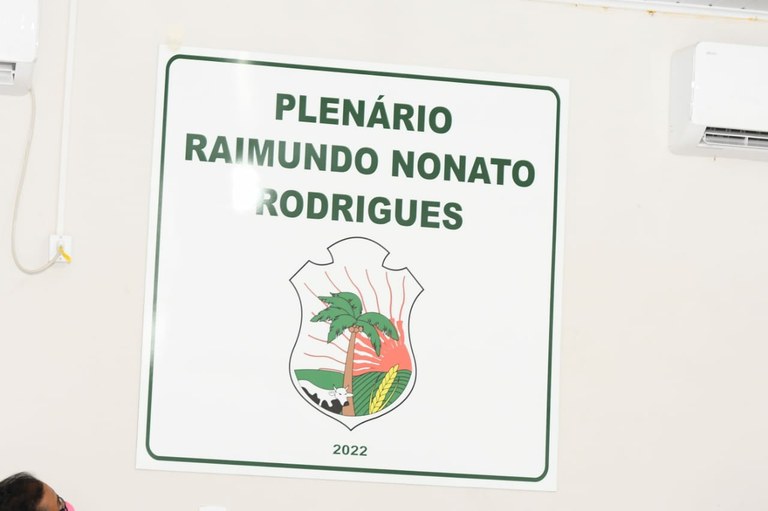 PLENÁRIO
RAIMUNDO NONATO
RODRIGUES
2022